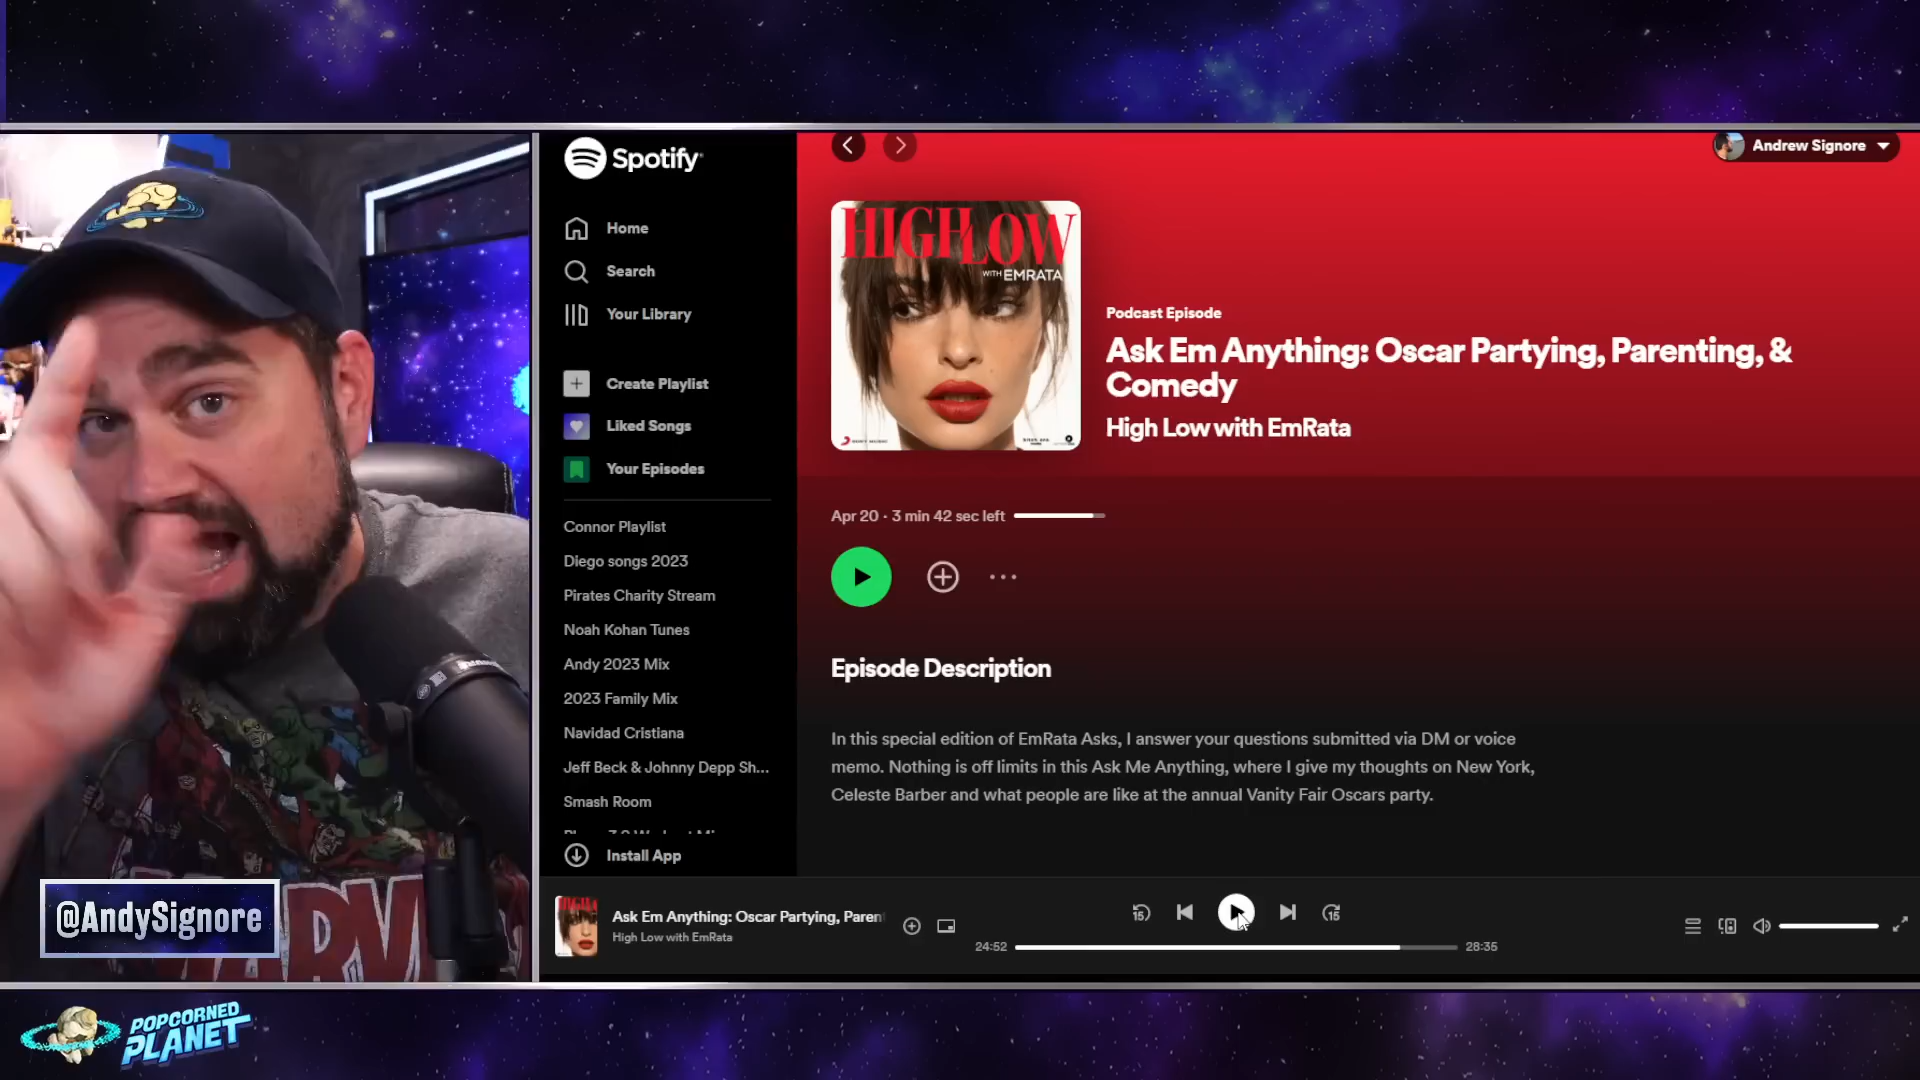 Spotify
Home
Search
Your Library
Create Playlist
Liked Songs
Your Episodes
Connor Playlist
Diego songs 2023
Pirates Charity Stream
Noah Kohan Tunes
Andy 2023 Mix
2023 Family Mix
Navidad Cristiana
Jeff Beck & Johnny Depp Sh...
Smash Room
Install App
Andrew Signore
HIGH LOW
WITH EMRATA
Podcast Episode
Ask Em Anything: Oscar Partying, Parenting, &
Comedy
High Low with EmRata
Apr 20 · 3 min 42 sec left
Episode Description
In this special edition of EmRata Asks, I answer your questions submitted via DM or voice
memo. Nothing is off limits in this Ask Me Anything, where I give my thoughts on New York,
Celeste Barber and what people are like at the annual Vanity Fair Oscars party.
Ask Em Anything: Oscar Partying, Paren
High Low with EmRata
15
15
24:52
28:35
@AndySignore
MARV
POPCORNED
PLANET